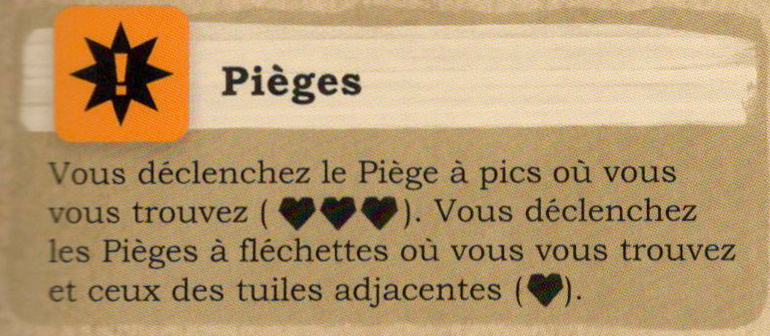 Pièges
Vous déclenchez le Piège à pics où vous
vous trouvez ( ♥♥♥). Vous déclenchez
les Pièges à fléchettes où vous vous trouvez
et ceux des tuiles adjacentes (♥).